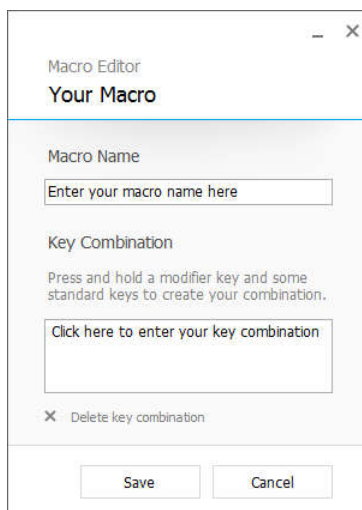 Macro Editor
Your Macro
Macro Name
Enter your macro name here
Key Combination
Press and hold a modifier key and some
standard keys to create your combination.
Click here to enter your key combination
Delete key combination
Save
Cancel